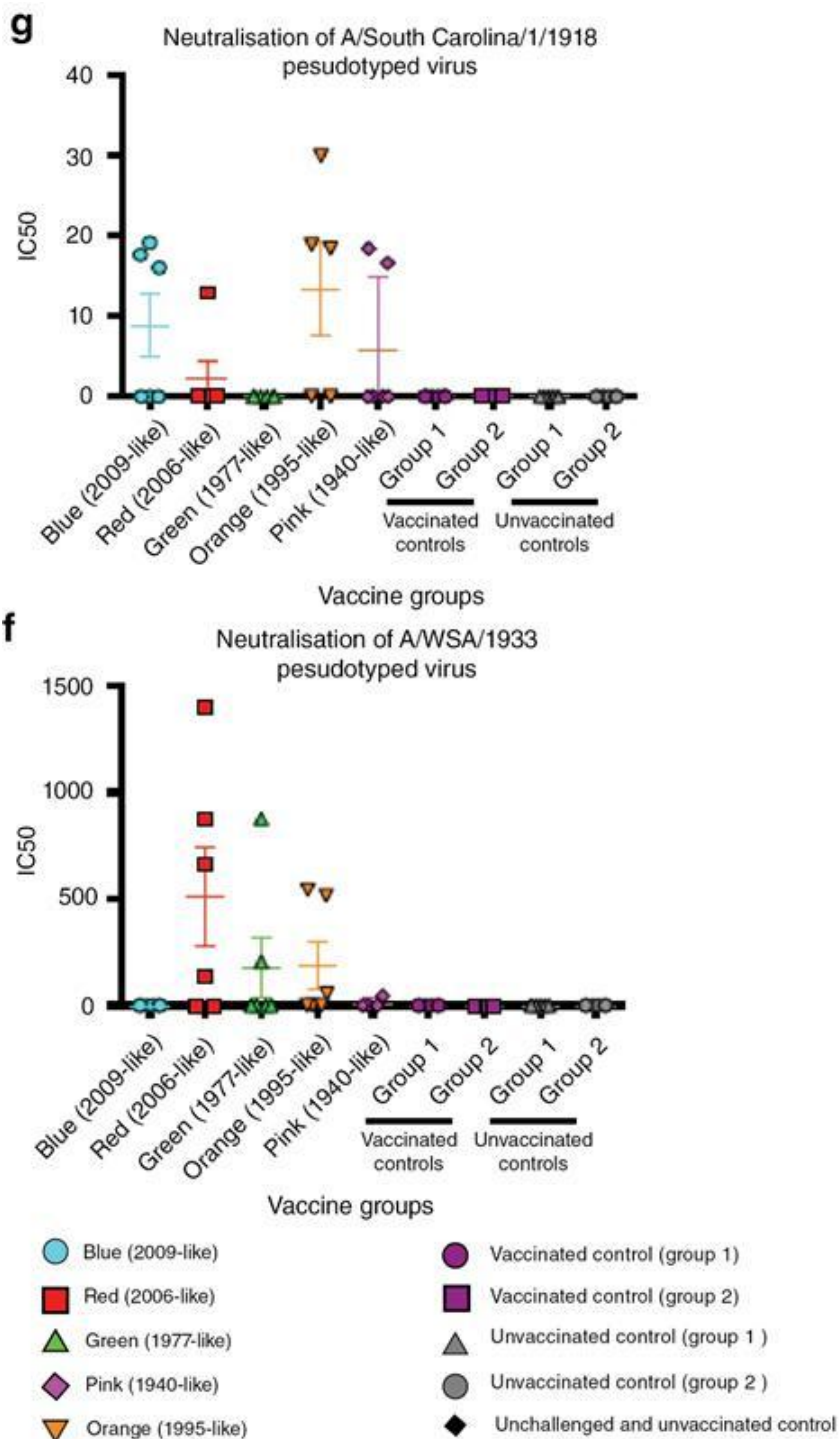 g
Neutralisation of A/South Carolina/1/1918
pesudotyped virus
40
30
20
10
0
IC50
Blue (2009-like)
Red (2006-like)
Green (1977-like)
Orange (1995-like)
Pink (1940-like)
Group 1
Group 2
Group 1
Group 2
Vaccinated
controls
Unvaccinated
controls
Vaccine groups
f
Neutralisation of A/WSA/1933
pesudotyped virus
1500
1000
500
0
IC50
Blue (2009-like)
Red (2006-like)
Green (1977-like)
Orange (1995-like)
Pink (1940-like)
Group 1
Group 2
Group 1
Group 2
Vaccinated
controls
Unvaccinated
controls
Vaccine groups
Blue (2009-like)
Red (2006-like)
Green (1977-like)
Pink (1940-like)
Orange (1995-like)
Vaccinated control (group 1)
Vaccinated control (group 2)
Unvaccinated control (group 1 )
Unvaccinated control (group 2 )
Unchallenged and unvaccinated control